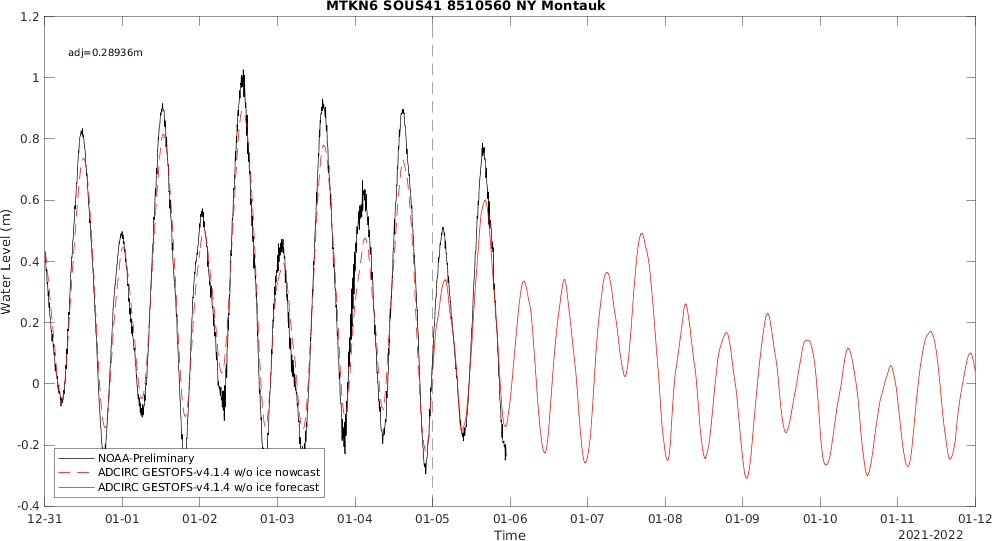 MTKN6 SOUS41 8510560 NY Montauk
1.2
adj=0.28936m
1
0.8
0.6
0.4
0.2
0
-0.2
-0.4
Water Level (m)
NOAA-Preliminary
ADCIRC GESTOFS-v4.1.4 w/o ice nowcast
ADCIRC GESTOFS-v4.1.4 w/o ice forecast
12-31 01-01 01-02 01-03 01-04 01-05 01-06 01-07 01-08 01-09 01-10 01-11 01-12
Time
2021-2022